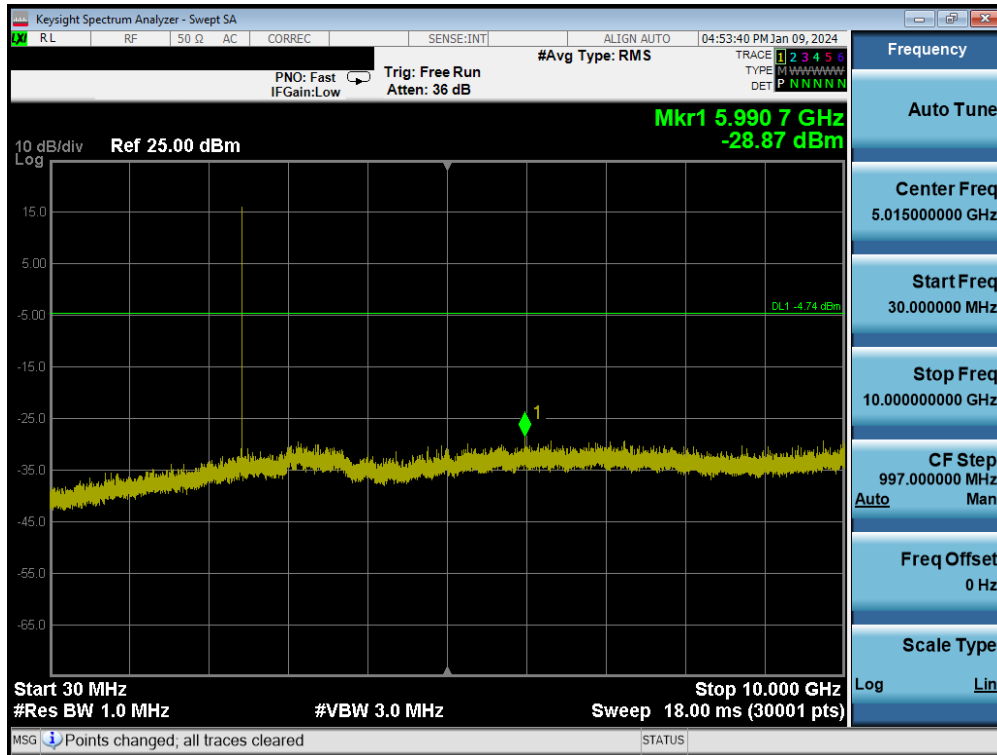 Keysight Spectrum Analyzer - Swept SA
LXI RL RF 50 Ω AC CORREC SENSE:INT ALIGN AUTO 04:53:40 PM Jan 09, 2024
#Avg Type: RMS
TRACE 1 2 3 4 5 6
TYPE M WWWWW
DET P N N N N N
PNO: Fast
IFGain:Low
Trig: Free Run
Atten: 36 dB
Mkr1 5.990 7 GHz
-28.87 dBm
10 dB/div
Log
Ref 25.00 dBm
15.0
5.00
-5.00
-15.0
-25.0
-35.0
-45.0
-55.0
-65.0
DL1 -4.74 dBm
1
Start 30 MHz
Stop 10.000 GHz
#Res BW 1.0 MHz
#VBW 3.0 MHz
Sweep 18.00 ms (30001 pts)
MSG Points changed; all traces cleared
STATUS
Frequency
Auto Tune
Center Freq
5.015000000 GHz
Start Freq
30.000000 MHz
Stop Freq
10.000000000 GHz
CF Step
997.000000 MHz
Auto Man
Freq Offset
0 Hz
Scale Type
Log Lin